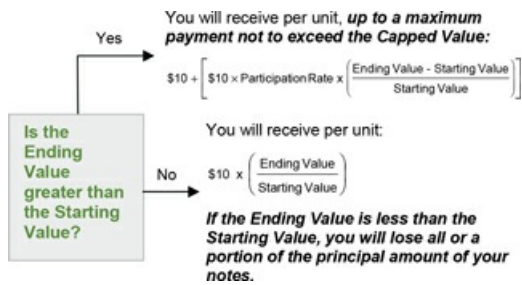 You will receive per unit, up to a maximum
payment not to exceed the Capped Value:
Yes
$10 + [ $10 × Participation Rate x ( Ending Value - Starting Value / Starting Value ) ]
Is the
Ending
Value
greater than
the Starting
Value?
You will receive per unit:
No
$10 x ( Ending Value / Starting Value )
If the Ending Value is less than the
Starting Value, you will lose all or a
portion of the principal amount of your
notes.